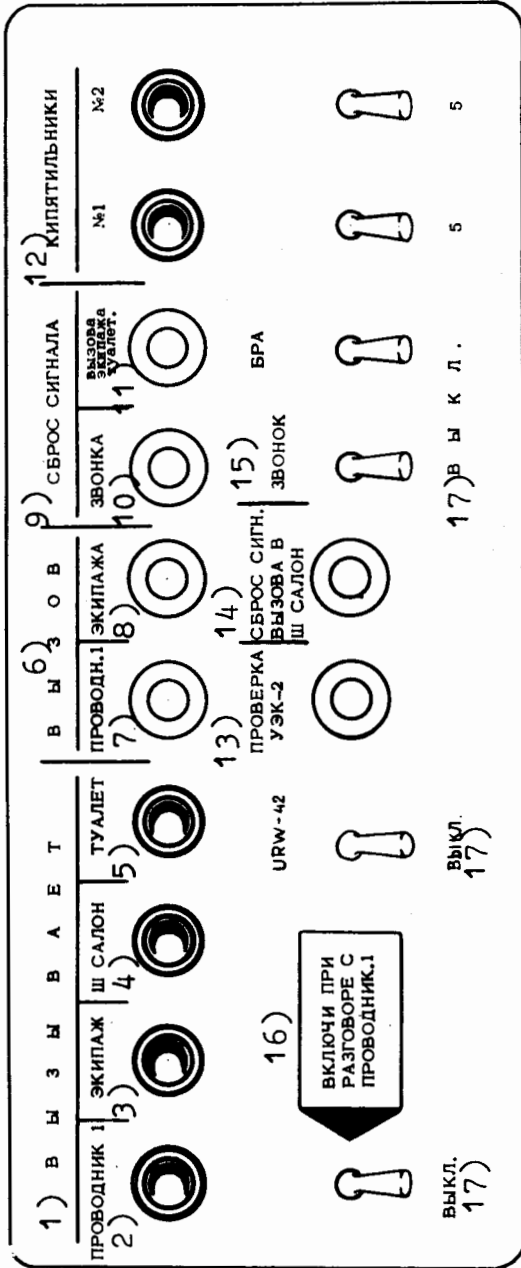 1) В Ы З Ы В А Е Т
ПРОВОДНИК 1
2)
ЭКИПАЖ
3)
Ш САЛОН
4)
ТУАЛЕТ
5)
6) В Ы З О В
ПРОВОДН.1
7)
ЭКИПАЖА
8)
9) СБРОС СИГНАЛА
ЗВОНКА
10)
ВЫЗОВА
ЭКИПАЖА
ТУАЛЕТ.
11)
12) КИПЯТИЛЬНИКИ
№1
№2
16)
ВКЛЮЧИ ПРИ
РАЗГОВОРЕ С
ПРОВОДНИК.1
URW-42
13)
ПРОВЕРКА
УЭК-2
14)
СБРОС СИГН.
ВЫЗОВА В
Ш САЛОН
15)
ЗВОНОК
БРА
ВЫКЛ.
17)
ВЫКЛ.
17)
17) В Ы К Л .
5
5